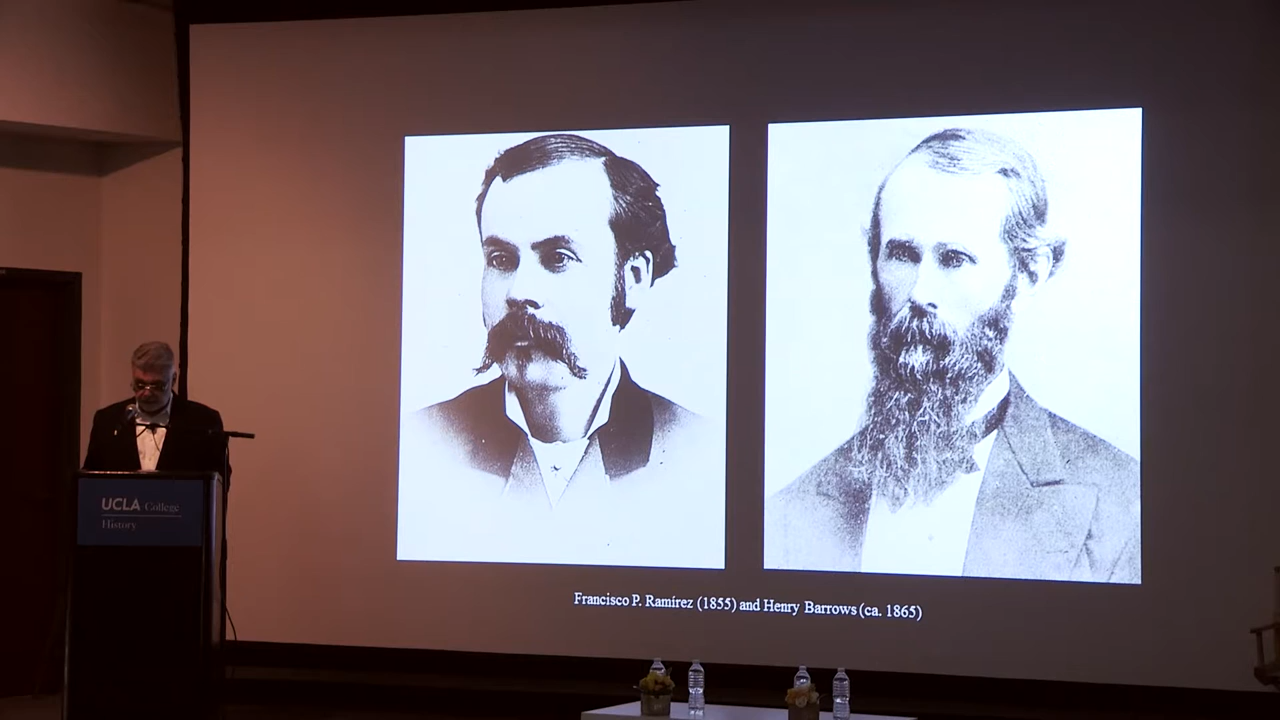 UCLA College
History
Francisco P. Ramírez (1855) and Henry Barrows (ca. 1865)